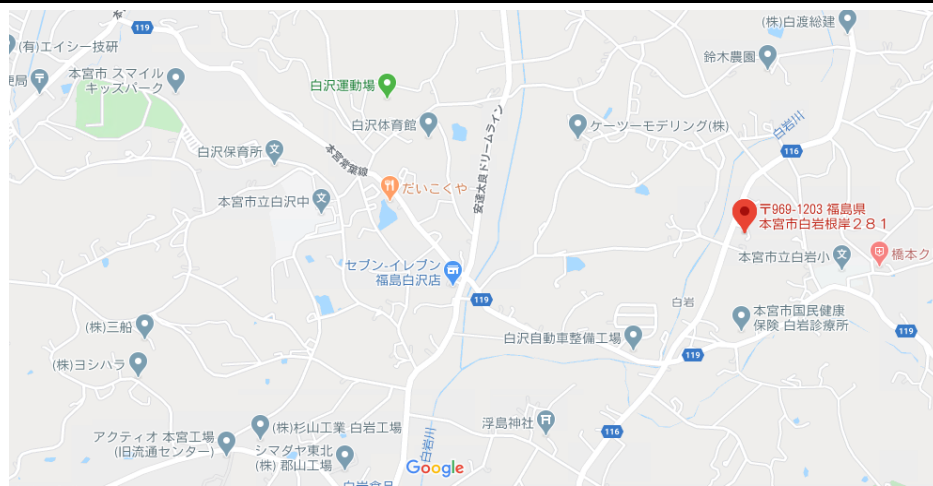 119
(株)白渡総建
(有)エイシー技研
鈴木農園
本宮市 スマイル
キッズパーク
白沢運動場
白沢体育館
ケーツーモデリング(株)
白岩川
116
安達太良ドリームライン
本宮常葉線
白沢保育所
だいこくや
本宮市立白沢中
〒969-1203 福島県
本宮市白岩根岸２８１
本宮市立白岩小
橋本ク
セブン-イレブン
福島白沢店
119
白岩
本宮市国民健康
保険 白岩診療所
(株)三船
白沢自動車整備工場
119
119
(株)ヨシハラ
浮島神社
116
(株)杉山工業 白岩工場
アクティオ 本宮工場
(旧流通センター)
シマダヤ東北
(株) 郡山工場
白岩川
Google